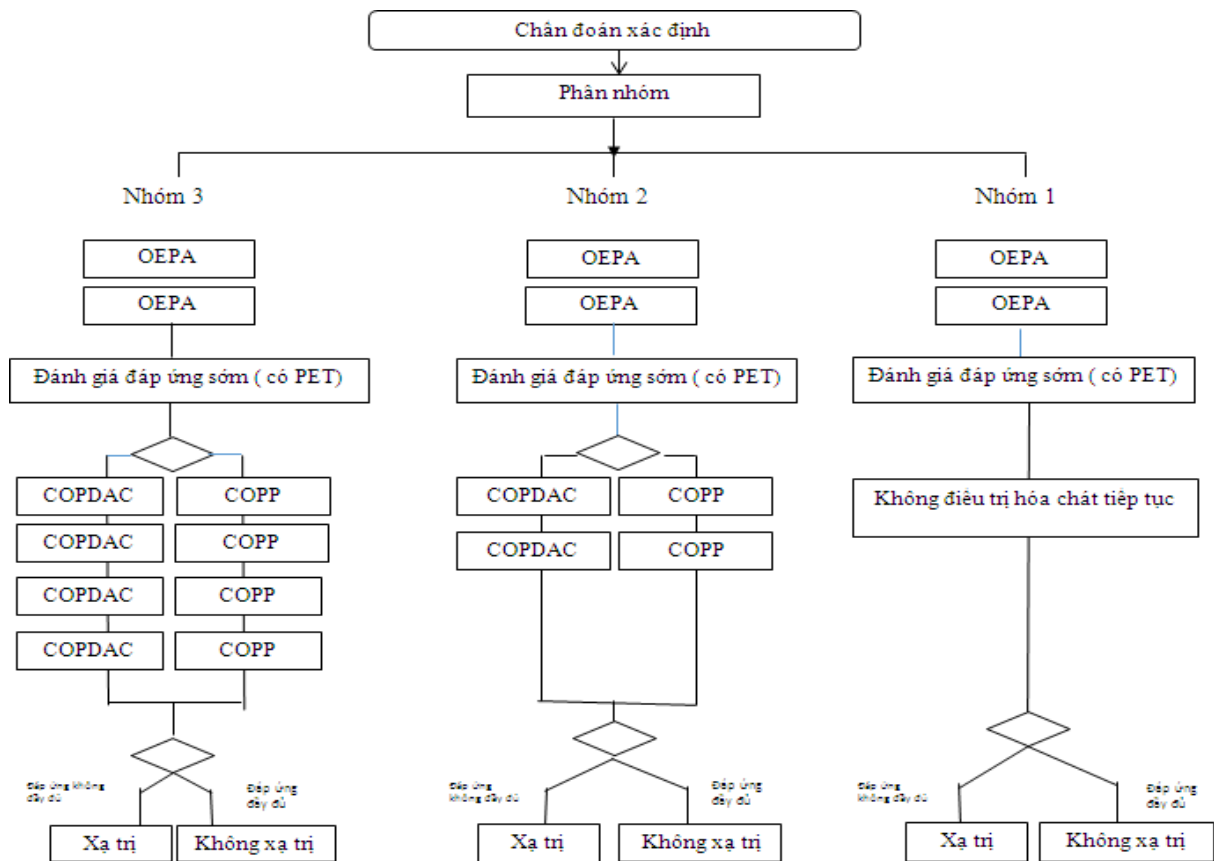 Chẩn đoán xác định
Phân nhóm
Nhóm 3
Nhóm 2
Nhóm 1
OEPA
OEPA
OEPA
OEPA
OEPA
OEPA
Đánh giá đáp ứng sớm ( có PET)
Đánh giá đáp ứng sớm ( có PET)
Đánh giá đáp ứng sớm ( có PET)
COPDAC
COPP
COPDAC
COPP
Không điều trị hóa chất tiếp tục
COPDAC
COPP
COPDAC
COPP
COPDAC
COPP
COPDAC
COPP
Đáp ứng không
đầy đủ
Đáp ứng
đầy đủ
Đáp ứng
không đầy đủ
Đáp ứng
đầy đủ
Đáp ứng
không đầy đủ
Đáp ứng
đầy đủ
Xạ trị
Không xạ trị
Xạ trị
Không xạ trị
Xạ trị
Không xạ trị